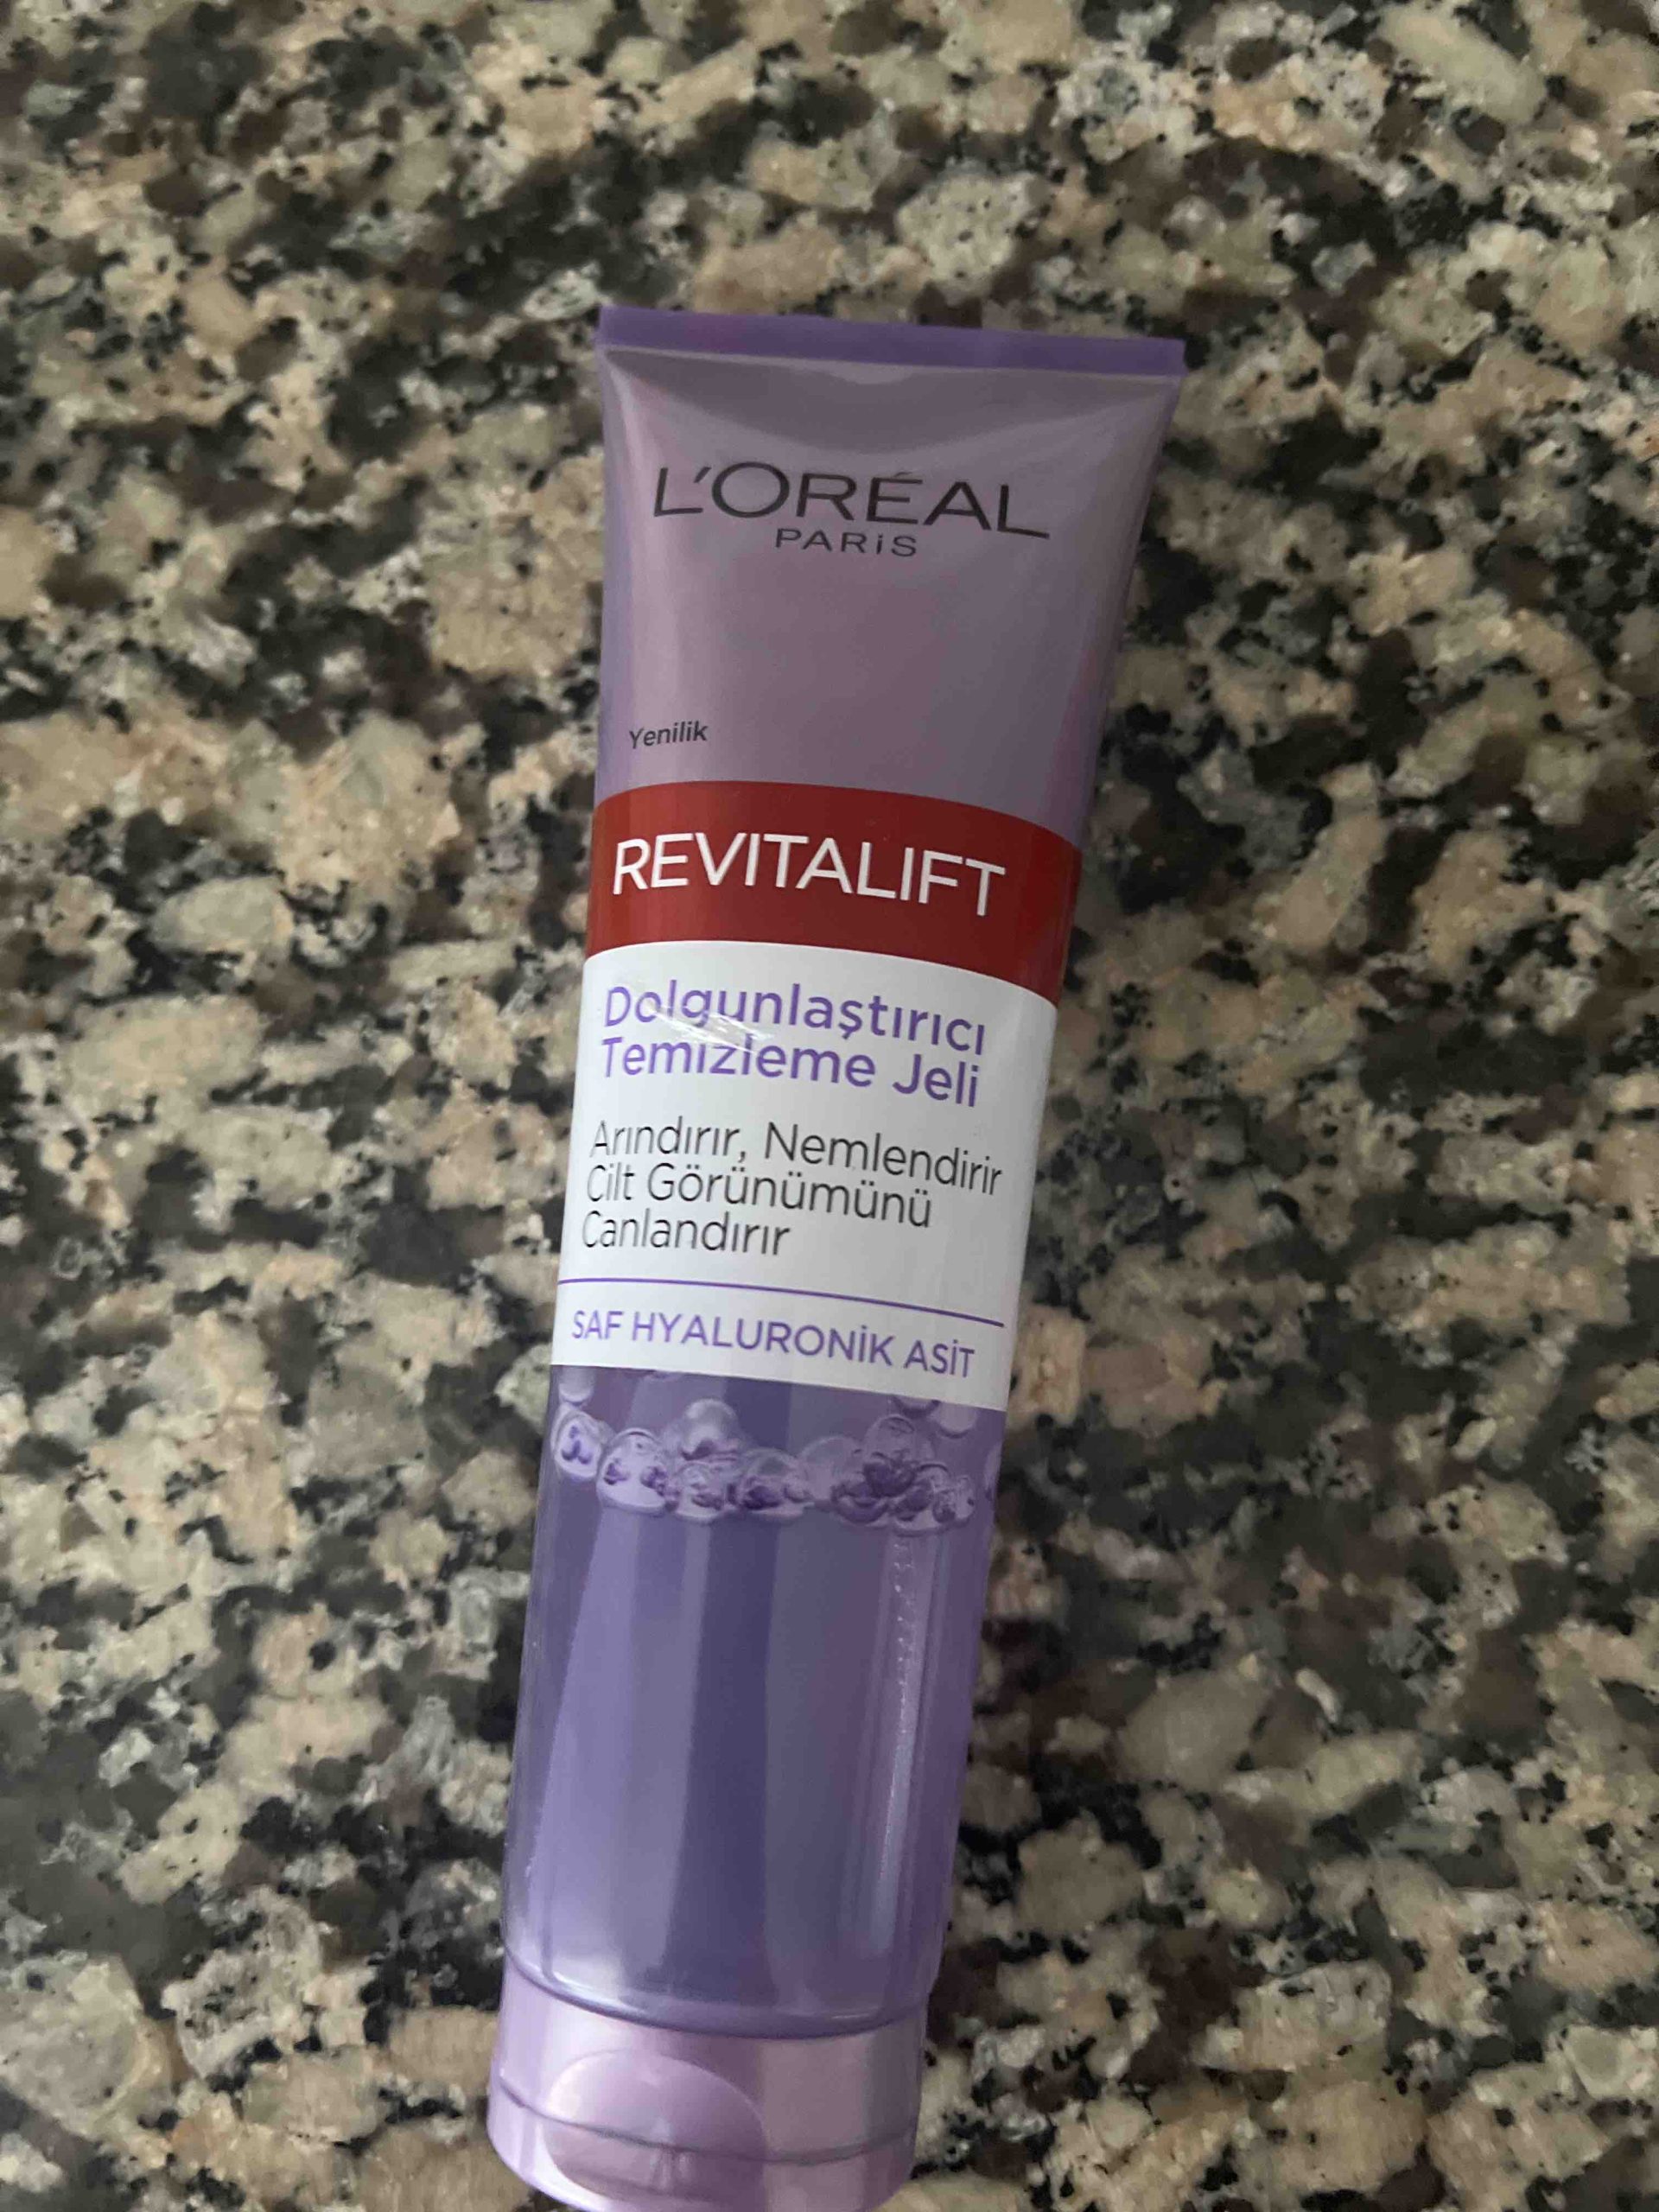 L'ORÉAL
PARiS
Yenilik
REVITALIFT
Dolgunlaştırıcı
Temizleme Jeli
Arındırır, Nemlendirir
Cilt Görünümünü
Canlandırır
SAF HYALURONİK ASİT